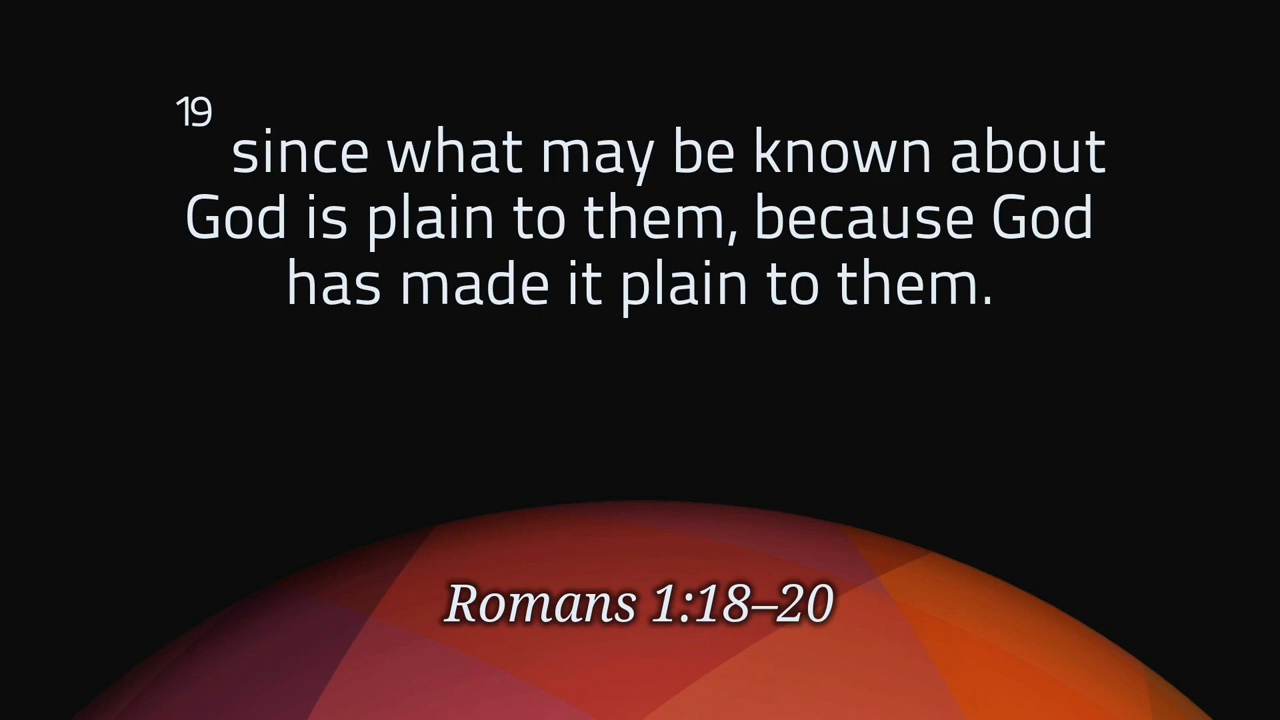 19 since what may be known about
God is plain to them, because God
has made it plain to them.
Romans 1:18–20